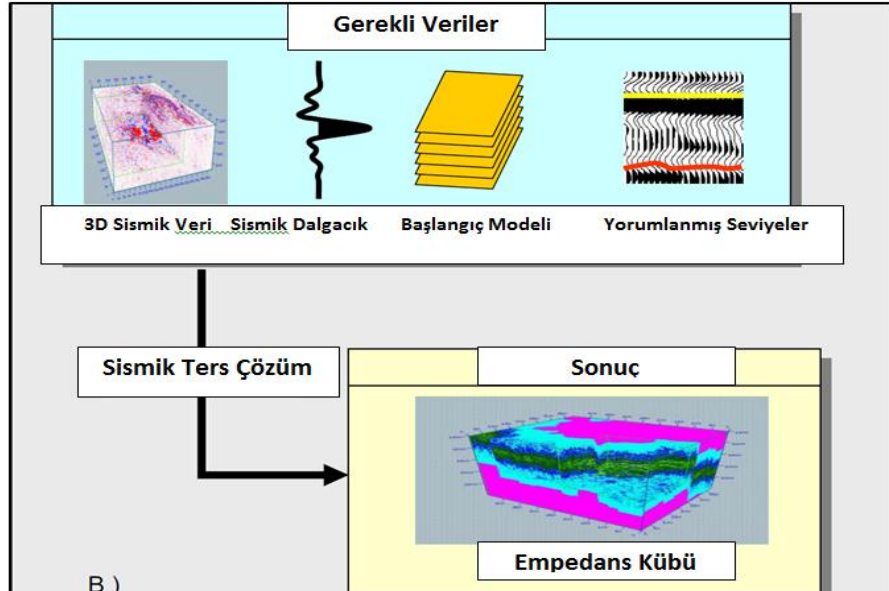 Gerekli Veriler
3D Sismik Veri Sismik Dalgacık Başlangıç Modeli Yorumlanmış Seviyeler
Sismik Ters Çözüm
Sonuç
Empedans Kübü
B )